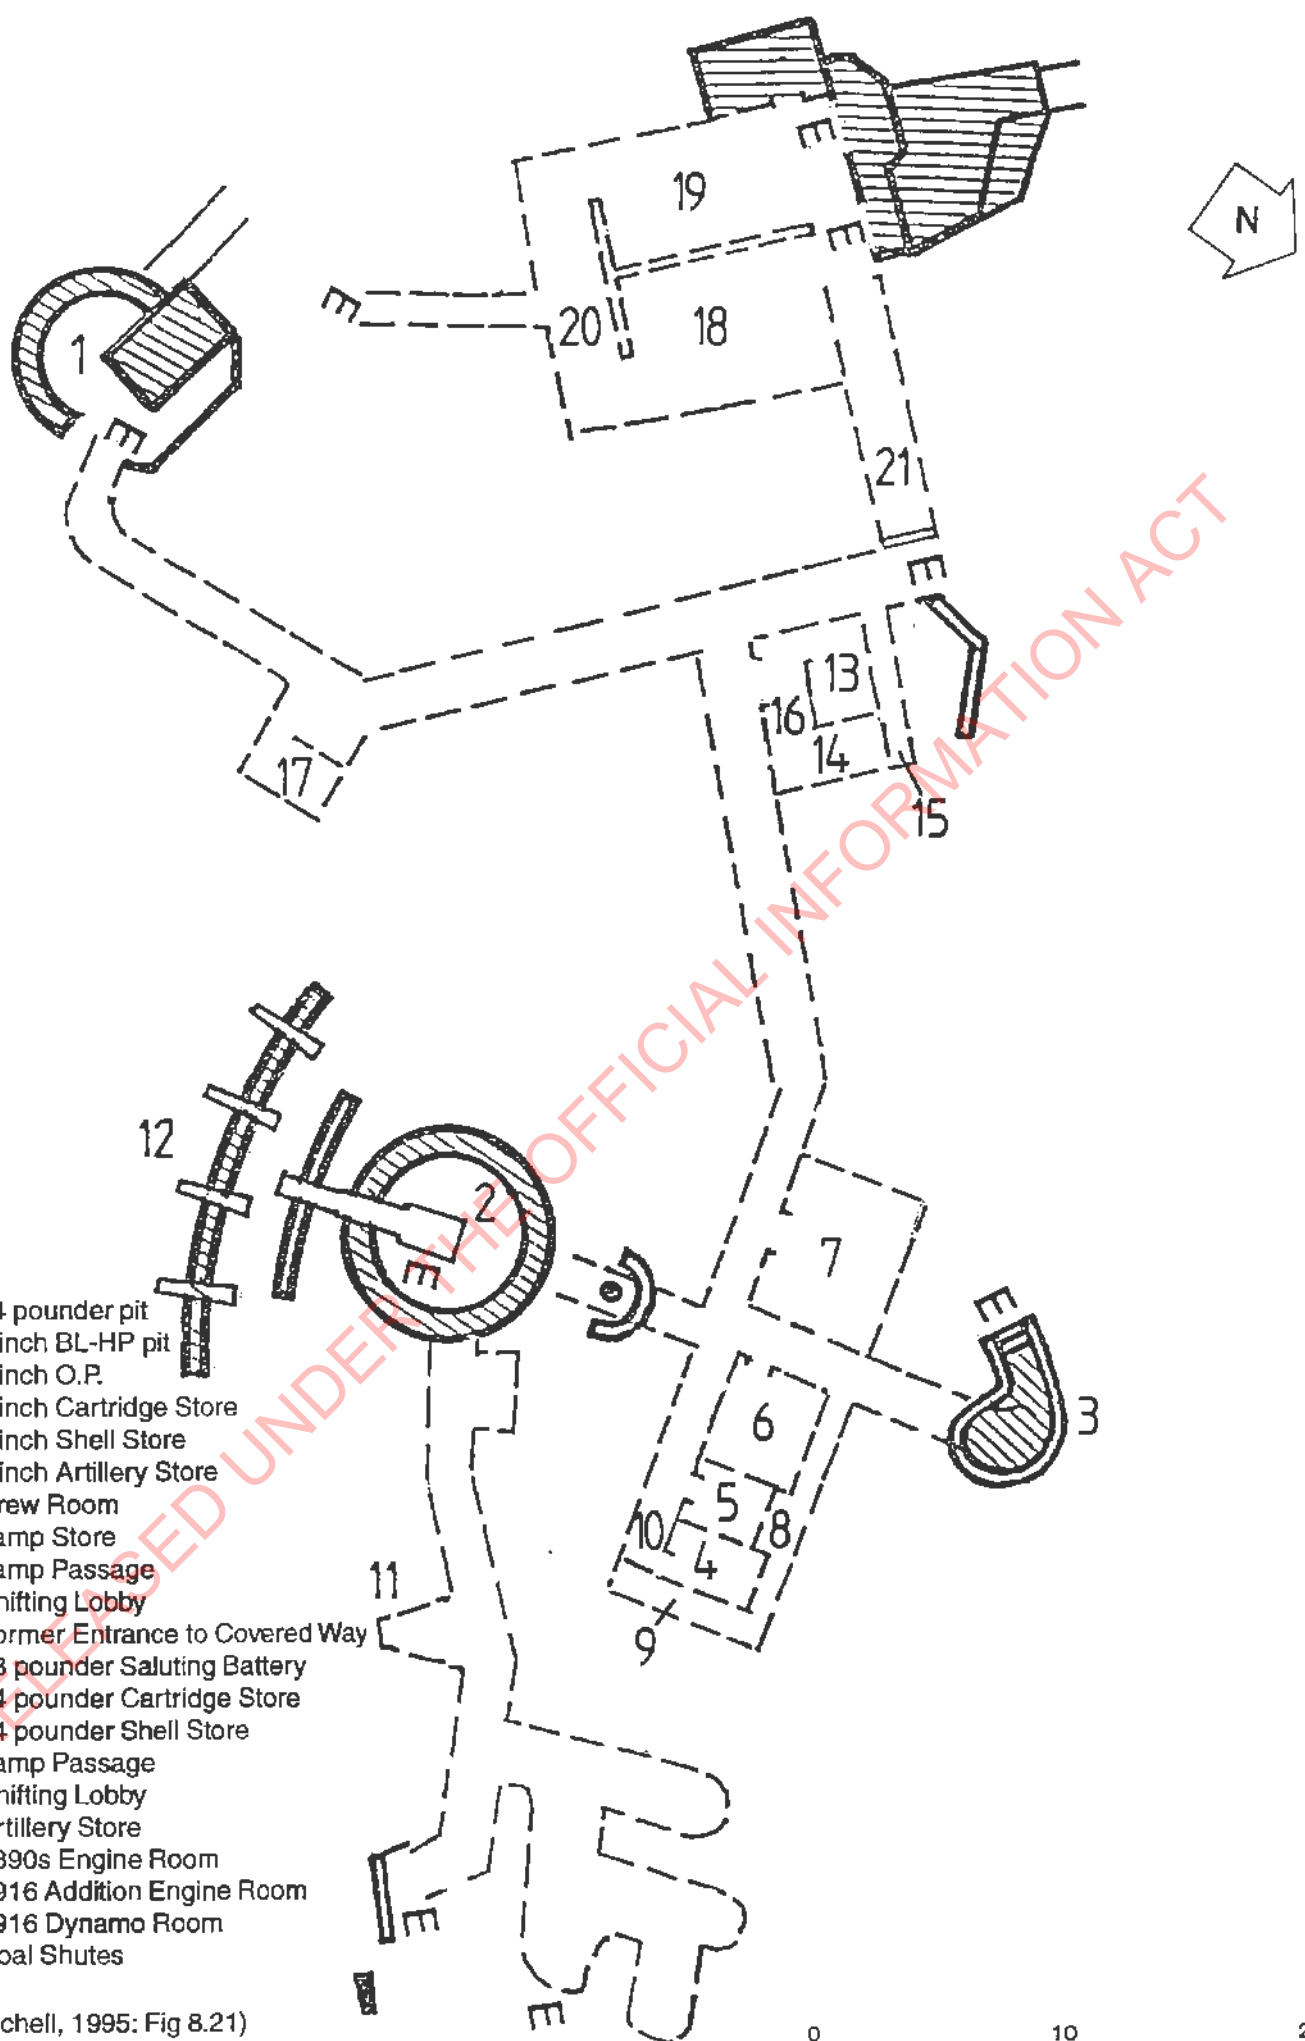 E
19
N
E
E
20
18
1
E
21
E
13
16
14
17
15
12
2
7
E
E
3
6
5
8
10
4
11
9
4 pounder pit
inch BL-HP pit
inch O.P.
inch Cartridge Store
inch Shell Store
inch Artillery Store
rew Room
amp Store
amp Passage
hifting Lobby
ormer Entrance to Covered Way
pounder Saluting Battery
4 pounder Cartridge Store
4 pounder Shell Store
amp Passage
hifting Lobby
rtillery Store
890s Engine Room
916 Addition Engine Room
916 Dynamo Room
oal Shutes
E
E
chell, 1995: Fig 8.21)
0 10 2
RELEASED UNDER THE OFFICIAL INFORMATION ACT